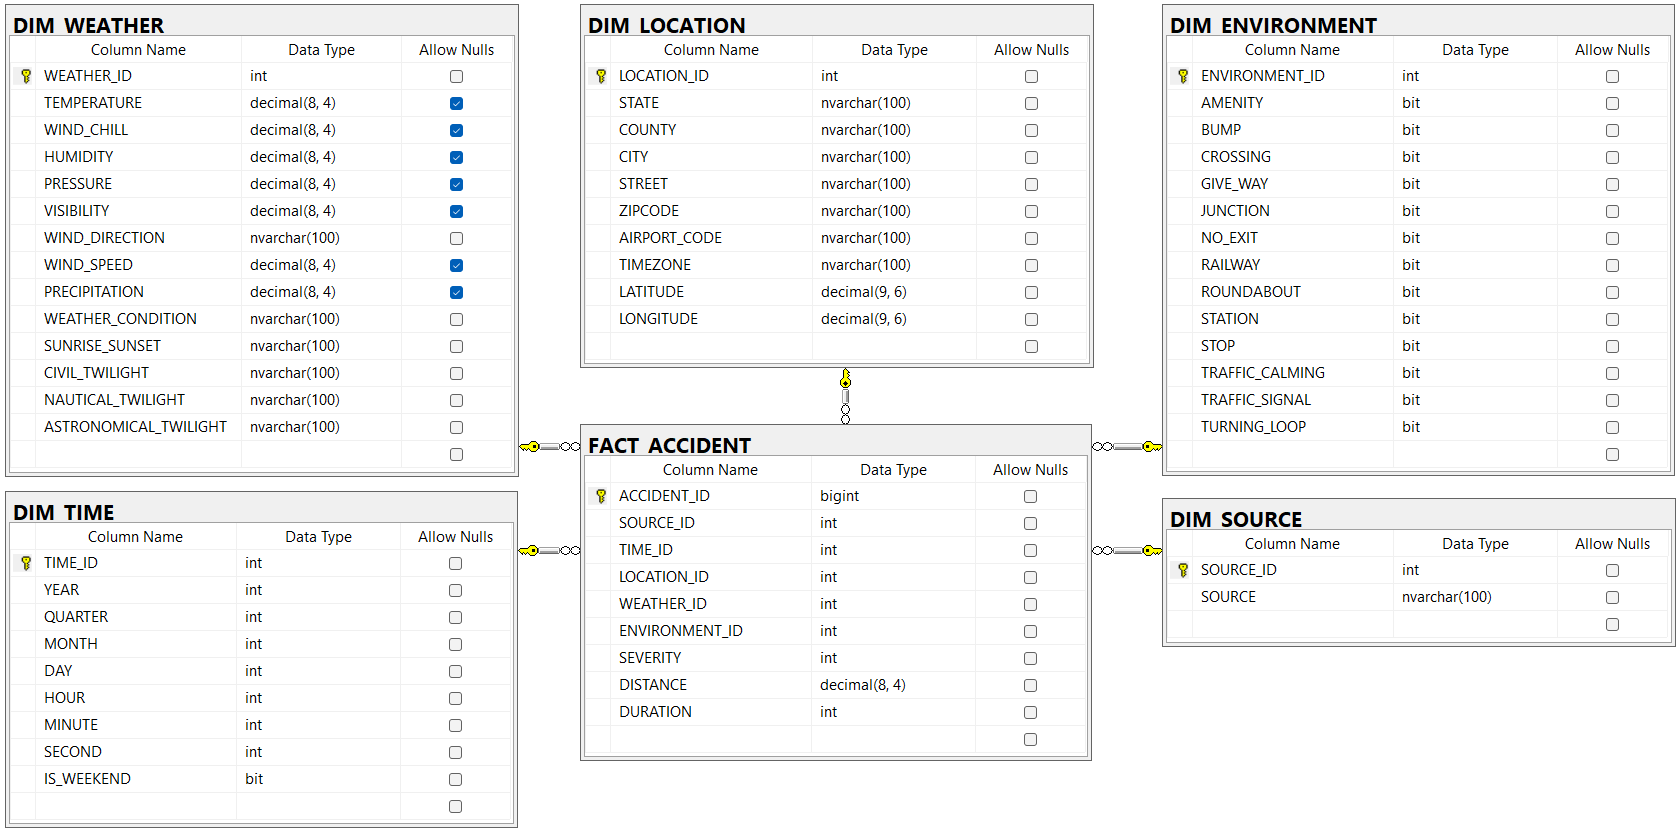 DIM_WEATHER
Column Name Data Type Allow Nulls
WEATHER_ID int
TEMPERATURE decimal(8, 4)
WIND_CHILL decimal(8, 4)
HUMIDITY decimal(8, 4)
PRESSURE decimal(8, 4)
VISIBILITY decimal(8, 4)
WIND_DIRECTION nvarchar(100)
WIND_SPEED decimal(8, 4)
PRECIPITATION decimal(8, 4)
WEATHER_CONDITION nvarchar(100)
SUNRISE_SUNSET nvarchar(100)
CIVIL_TWILIGHT nvarchar(100)
NAUTICAL_TWILIGHT nvarchar(100)
ASTRONOMICAL_TWILIGHT nvarchar(100)
DIM_LOCATION
Column Name Data Type Allow Nulls
LOCATION_ID int
STATE nvarchar(100)
COUNTY nvarchar(100)
CITY nvarchar(100)
STREET nvarchar(100)
ZIPCODE nvarchar(100)
AIRPORT_CODE nvarchar(100)
TIMEZONE nvarchar(100)
LATITUDE decimal(9, 6)
LONGITUDE decimal(9, 6)
DIM_ENVIRONMENT
Column Name Data Type Allow Nulls
ENVIRONMENT_ID int
AMENITY bit
BUMP bit
CROSSING bit
GIVE_WAY bit
JUNCTION bit
NO_EXIT bit
RAILWAY bit
ROUNDABOUT bit
STATION bit
STOP bit
TRAFFIC_CALMING bit
TRAFFIC_SIGNAL bit
TURNING_LOOP bit
DIM_TIME
Column Name Data Type Allow Nulls
TIME_ID int
YEAR int
QUARTER int
MONTH int
DAY int
HOUR int
MINUTE int
SECOND int
IS_WEEKEND bit
FACT_ACCIDENT
Column Name Data Type Allow Nulls
ACCIDENT_ID bigint
SOURCE_ID int
TIME_ID int
LOCATION_ID int
WEATHER_ID int
ENVIRONMENT_ID int
SEVERITY int
DISTANCE decimal(8, 4)
DURATION int
DIM_SOURCE
Column Name Data Type Allow Nulls
SOURCE_ID int
SOURCE nvarchar(100)